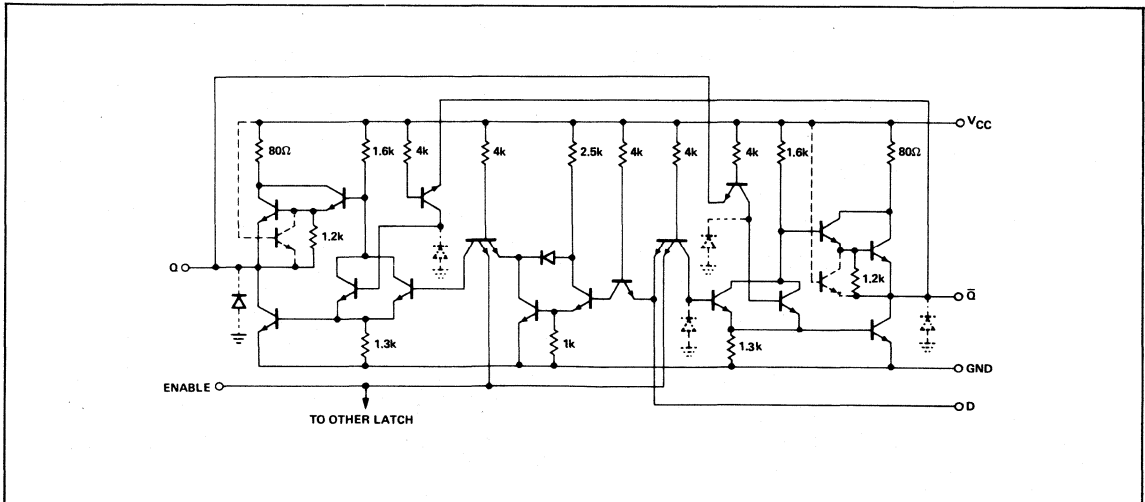 VCC
80Ω 1.6k 4k 4k 2.5k 4k 4k 4k 1.6k 80Ω
1.2k
1.2k
Q
Q̅
1.3k 1k 1.3k
GND
ENABLE
D
TO OTHER LATCH